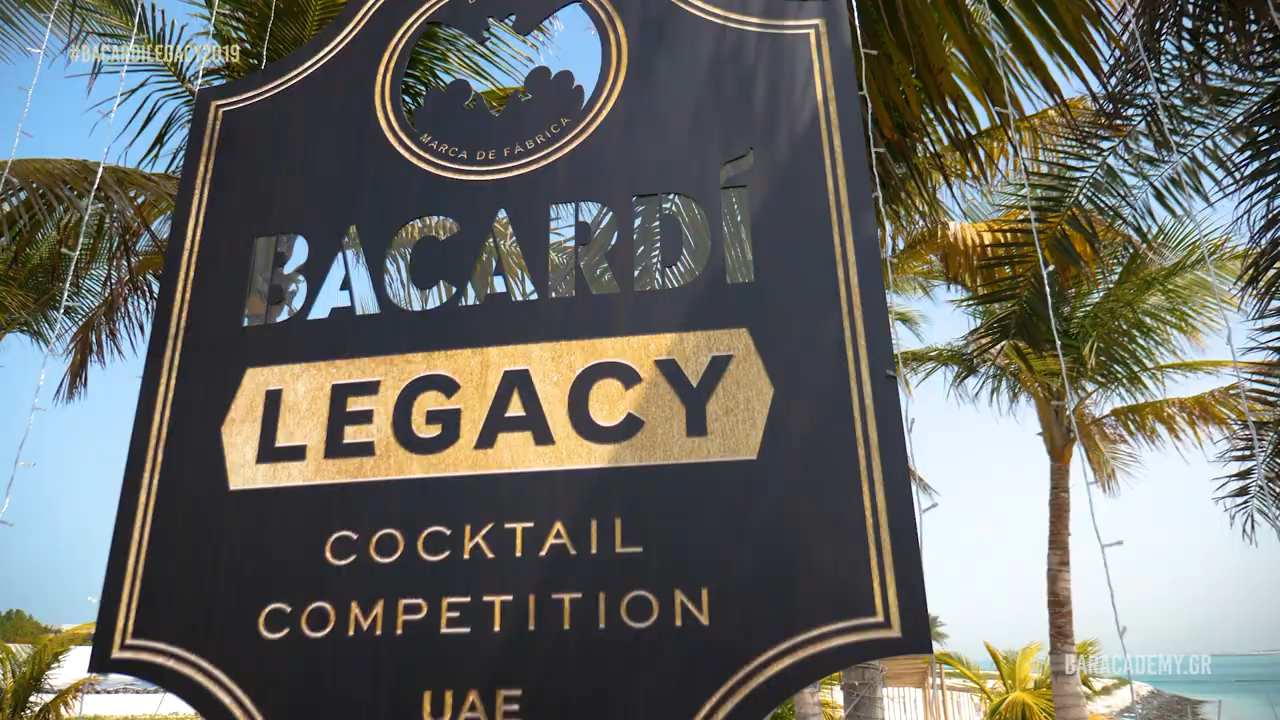 #BACARDILEGACY2019
MARCA DE FÁBRICA
BACARDÍ
LEGACY
COCKTAIL
COMPETITION
UAE
BARACADEMY.GR